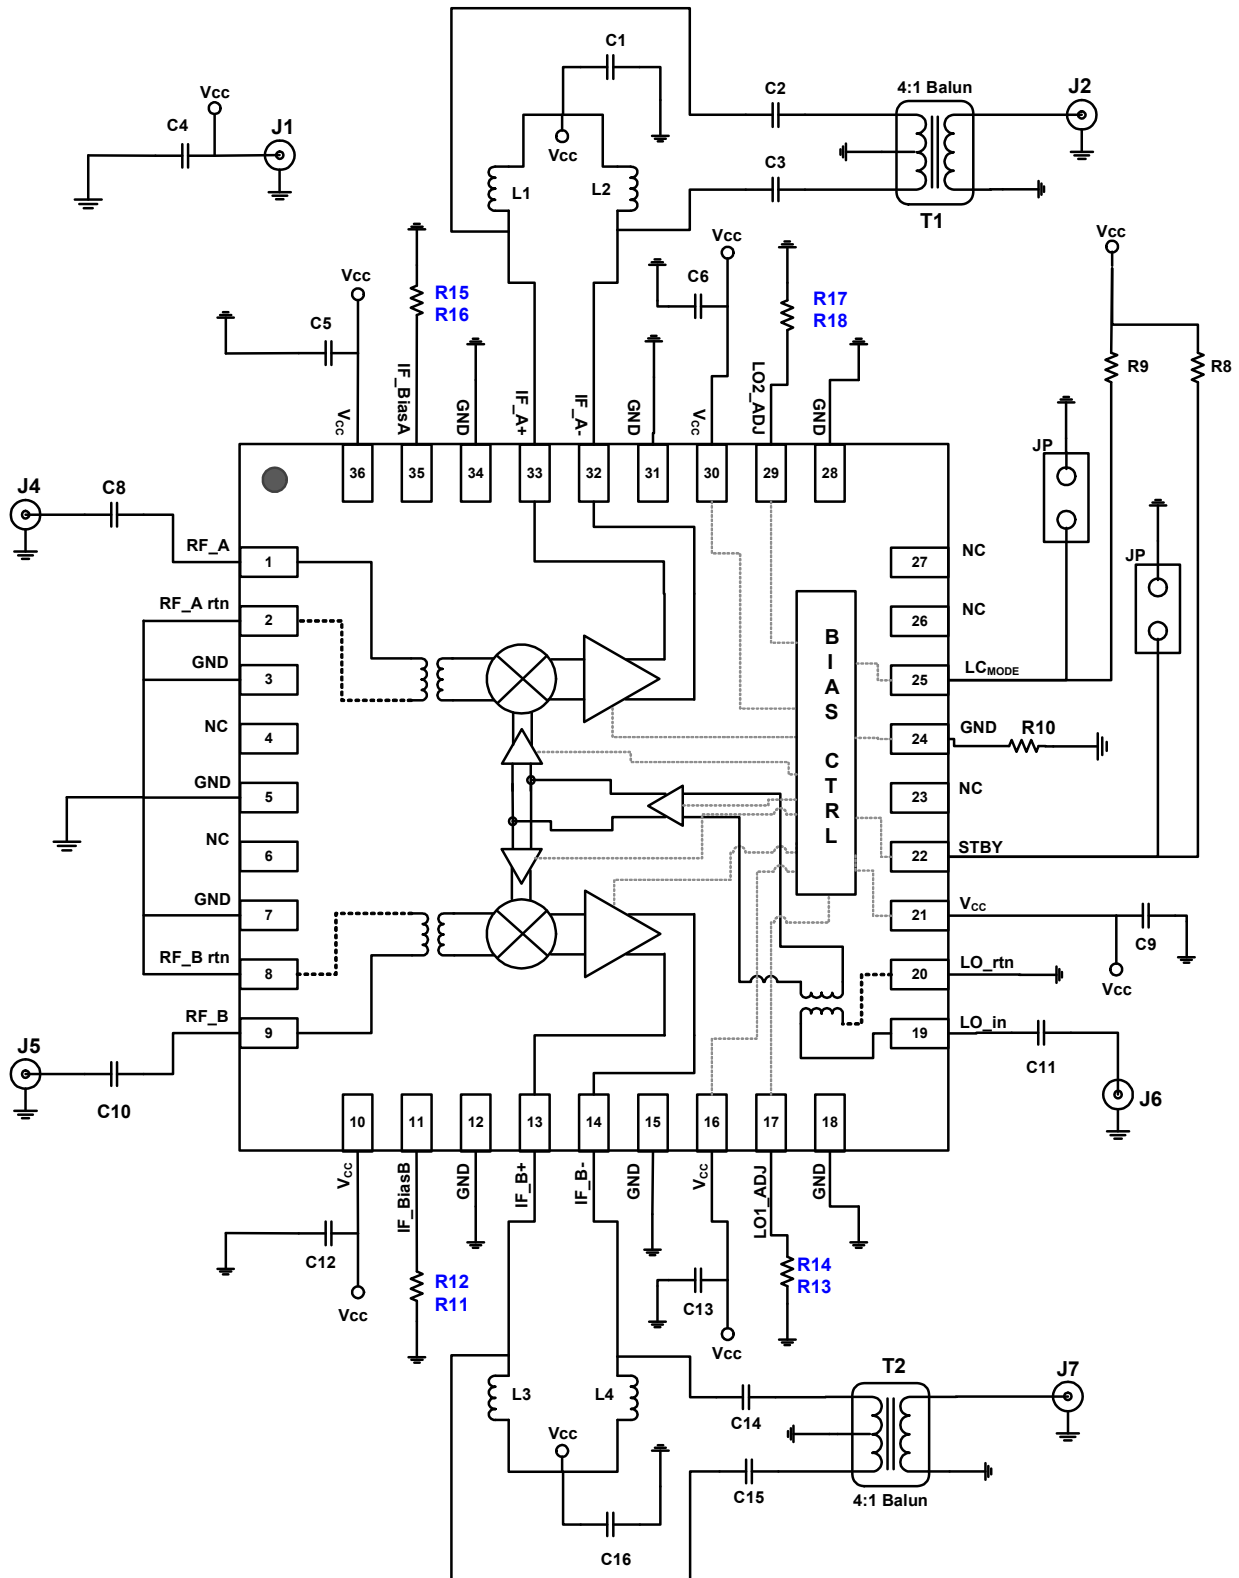 C1
Vcc
C4
J1
Vcc
L1
L2
C2
C3
4:1 Balun
T1
J2
Vcc
C5
R15
R16
Vcc
C6
R17
R18
Vcc
R9
R8
JP
JP
VCC
IF_BiasA
GND
IF_A+
IF_A-
GND
VCC
LO2_ADJ
GND
36
35
34
33
32
31
30
29
28
J4
C8
RF_A
1
RF_A rtn
2
GND
3
NC
4
GND
5
NC
6
GND
7
RF_B rtn
8
RF_B
9
J5
C10
BIAS CTRL
27
NC
26
NC
25
LCMODE
24
GND
R10
23
NC
22
STBY
21
VCC
C9
Vcc
20
LO_rtn
19
LO_in
C11
J6
10
11
12
13
14
15
16
17
18
VCC
IF_BiasB
GND
IF_B+
IF_B-
GND
VCC
LO1_ADJ
GND
C12
Vcc
R12
R11
C13
Vcc
R14
R13
L3
L4
Vcc
C16
C14
C15
T2
4:1 Balun
J7